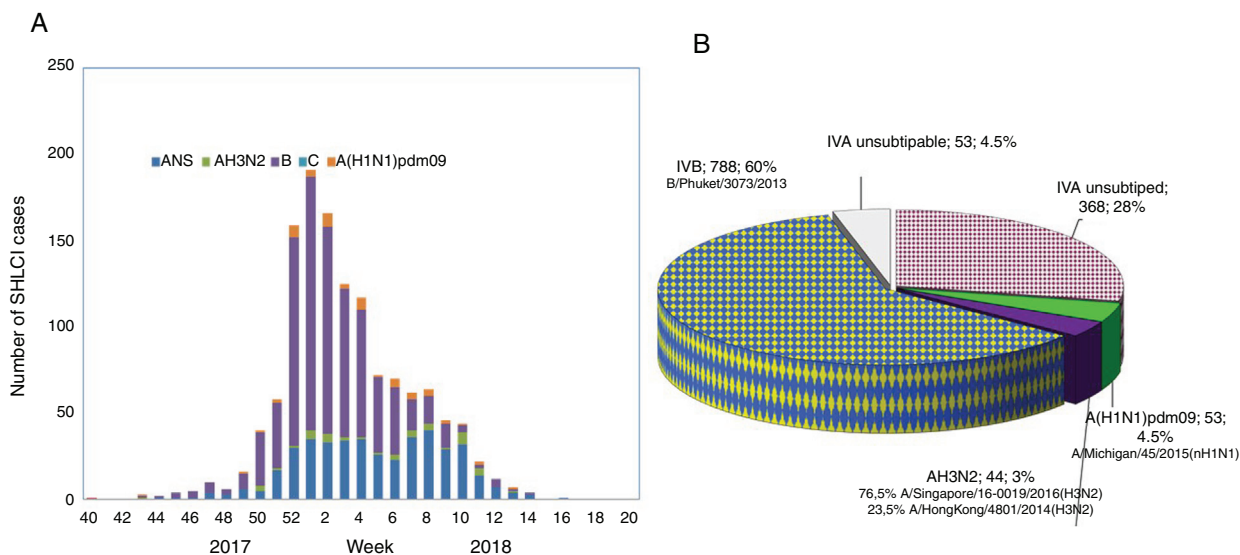 A
250
200
150
100
50
0
Number of SHLCI cases
ANS AH3N2 B C A(H1N1)pdm09
40 42 44 46 48 50 52 2 4 6 8 10 12 14 16 18 20
2017 Week 2018
B
IVA unsubtipable; 53; 4.5%
IVB; 788; 60%
B/Phuket/3073/2013
IVA unsubtiped;
368; 28%
A(H1N1)pdm09; 53;
4.5%
A/Michigan/45/2015(nH1N1)
AH3N2; 44; 3%
76,5% A/Singapore/16-0019/2016(H3N2)
23,5% A/HongKong/4801/2014(H3N2)